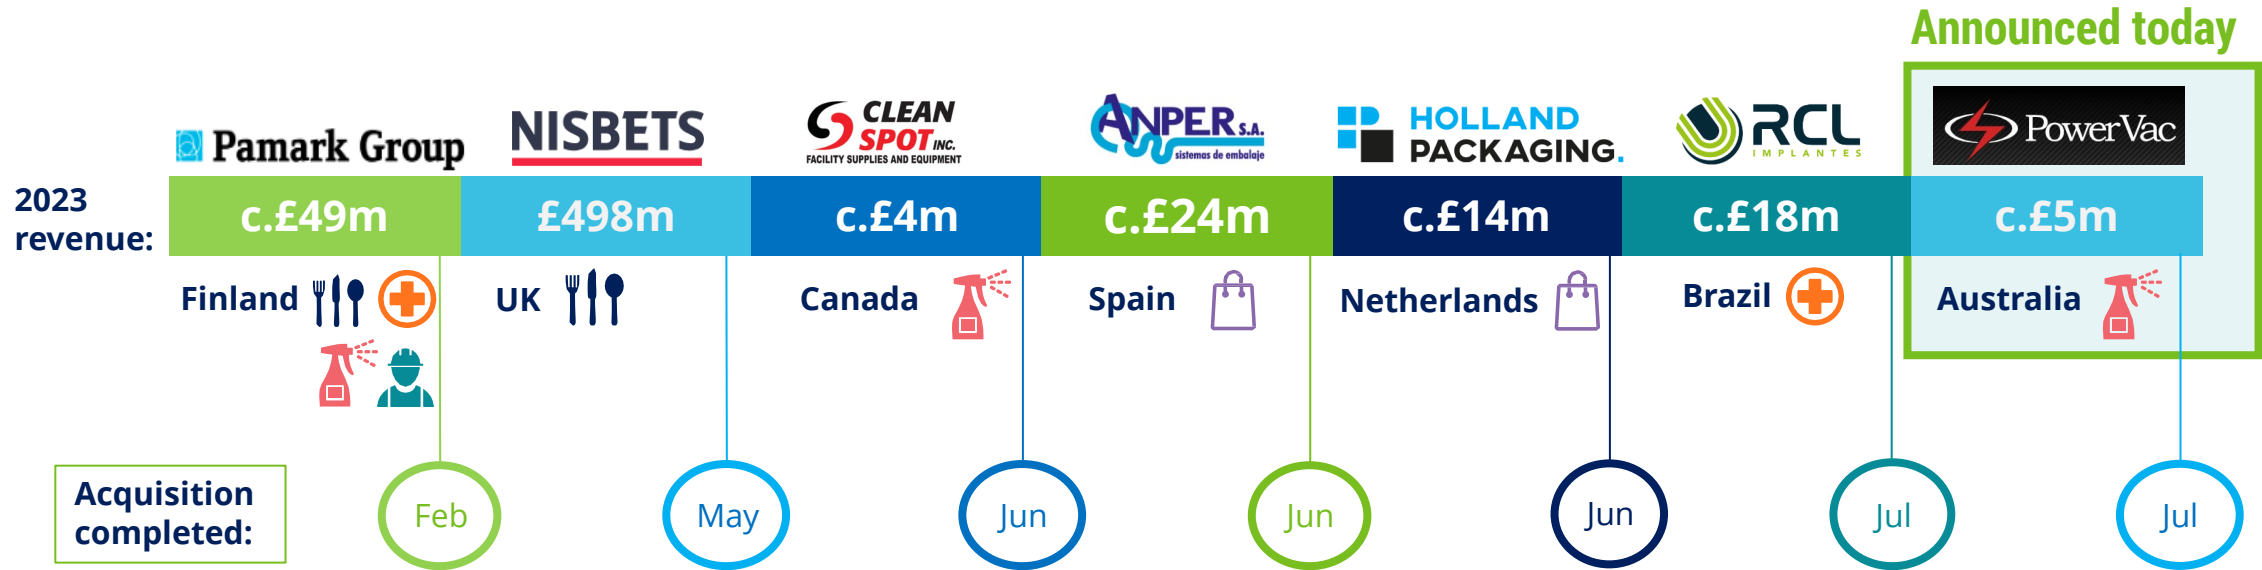 Announced today
Pamark Group
NISBETS
CLEAN
SPOT INC.
FACILITY SUPPLIES AND EQUIPMENT
ANPER S.A.
sistemas de embalaje
HOLLAND
PACKAGING.
RCL
IMPLANTES
PowerVac
2023
revenue:
c.£49m
£498m
c.£4m
c.£24m
c.£14m
c.£18m
c.£5m
Finland
UK
Canada
Spain
Netherlands
Brazil
Australia
Acquisition
completed:
Feb
May
Jun
Jun
Jun
Jul
Jul